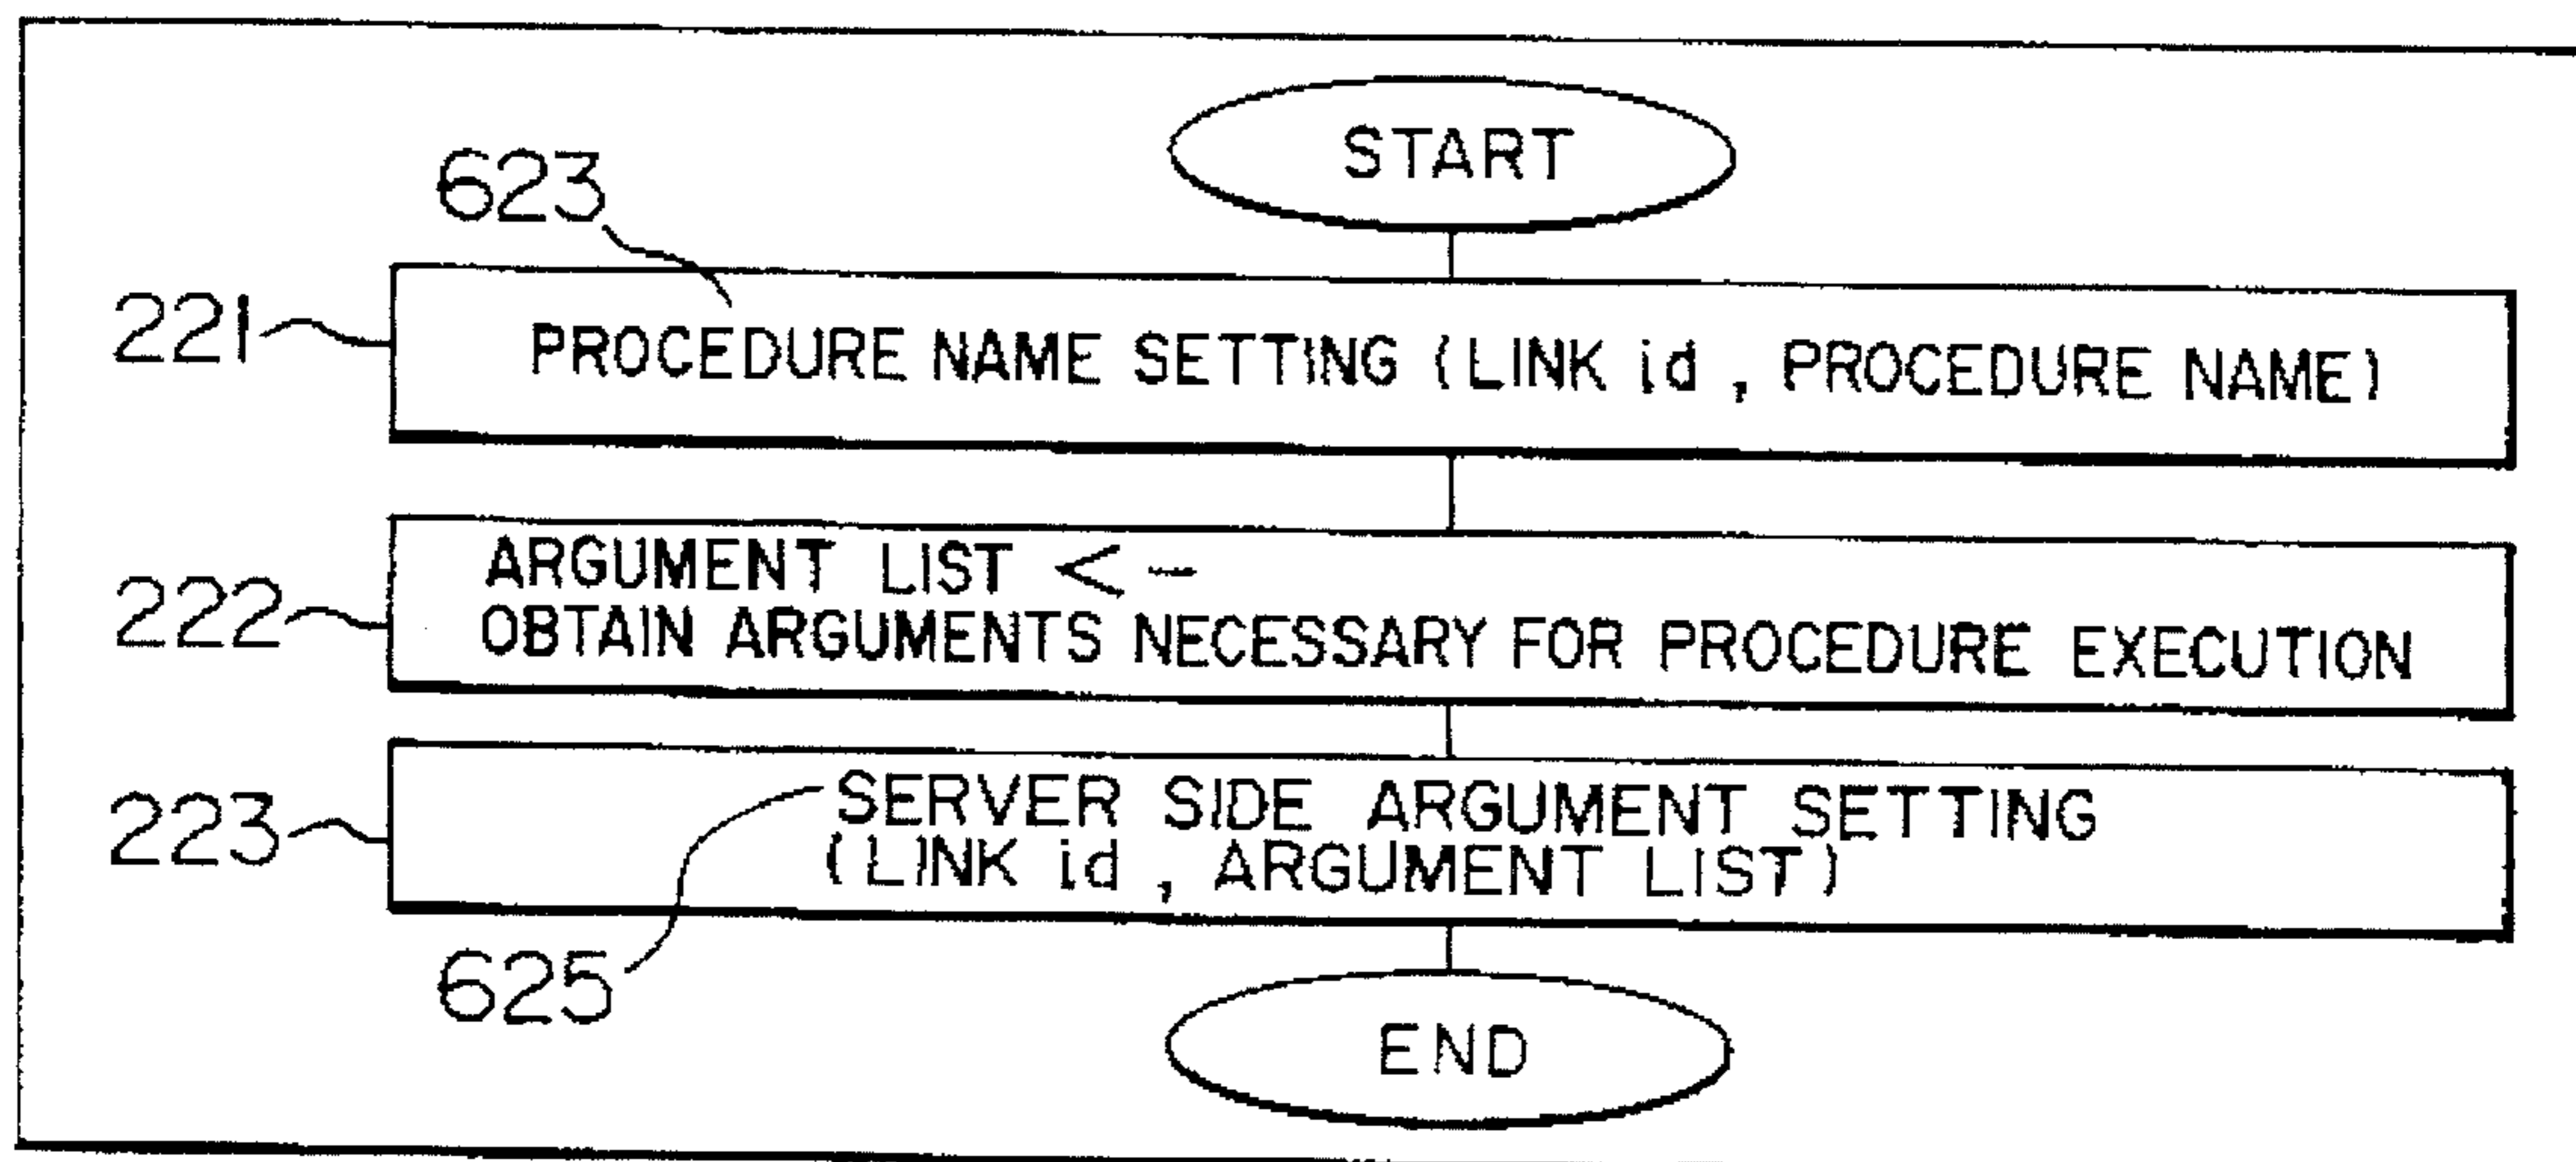 START
623
221
PROCEDURE NAME SETTING (LINK id , PROCEDURE NAME)
ARGUMENT LIST <-
222
OBTAIN ARGUMENTS NECESSARY FOR PROCEDURE EXECUTION
SERVER SIDE ARGUMENT SETTING
223
(LINK id , ARGUMENT LIST)
625
END